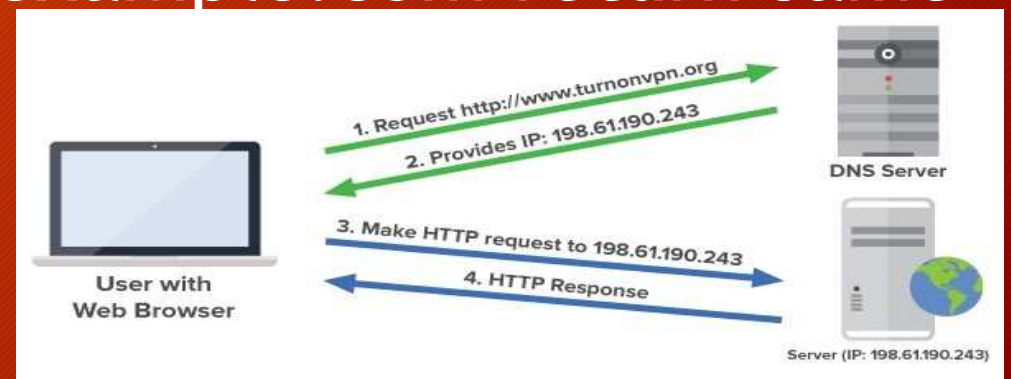 1. Request http://www.turnonvpn.org
2. Provides IP: 198.61.190.243
DNS Server
3. Make HTTP request to 198.61.190.243
4. HTTP Response
User with
Web Browser
Server (IP: 198.61.190.243)